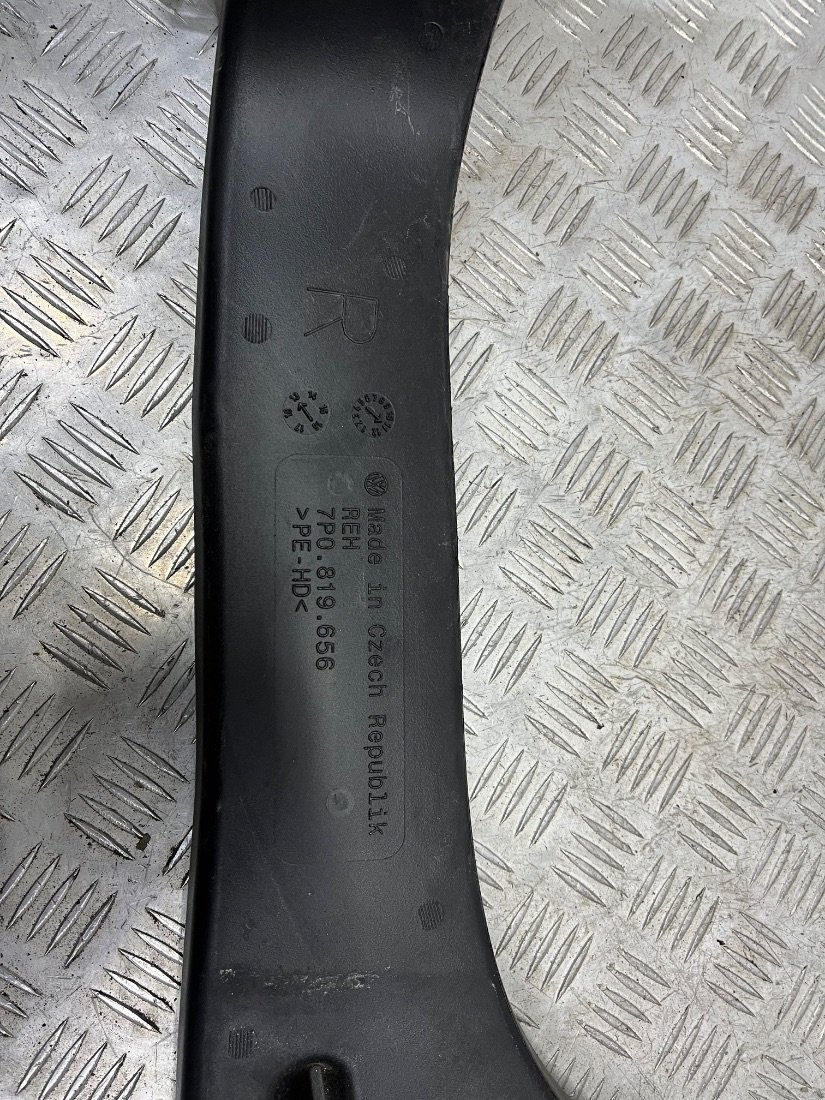 R
Made in Czech Republik
REH
7P0.819.656
>PE-HD<